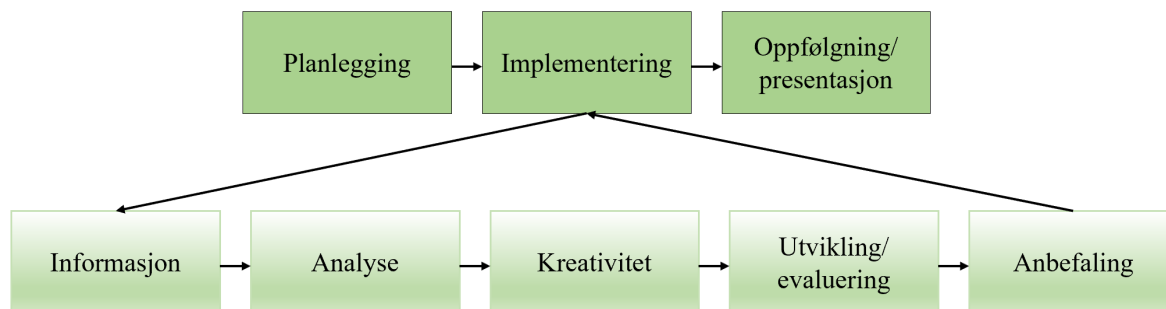 Planlegging
Implementering
Oppfølgning/
presentasjon
Informasjon
Analyse
Kreativitet
Utvikling/
evaluering
Anbefaling